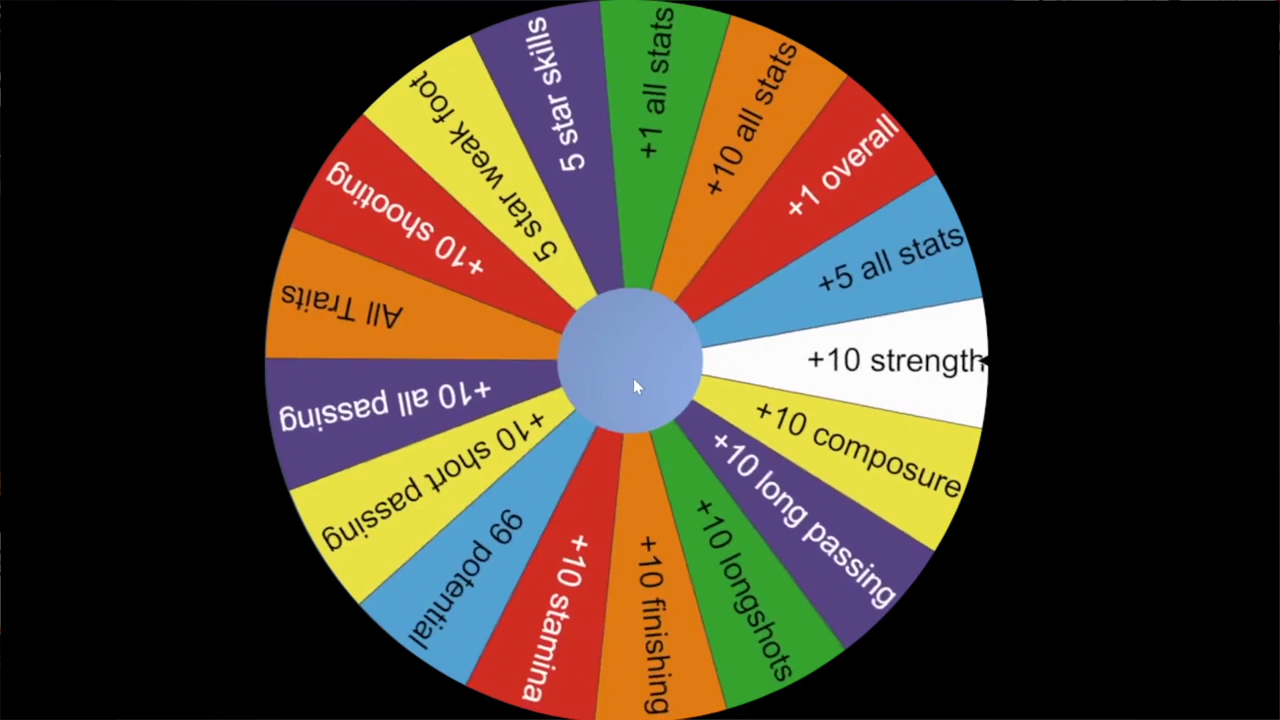 +1 all stats
+10 all stats
+1 overall
+5 all stats
+10 strength
+10 composure
+10 long passing
+10 longshots
+10 finishing
+10 stamina
99 potential
+10 short passing
+10 all passing
All Traits
+10 shooting
5 star weak foot
5 star skills